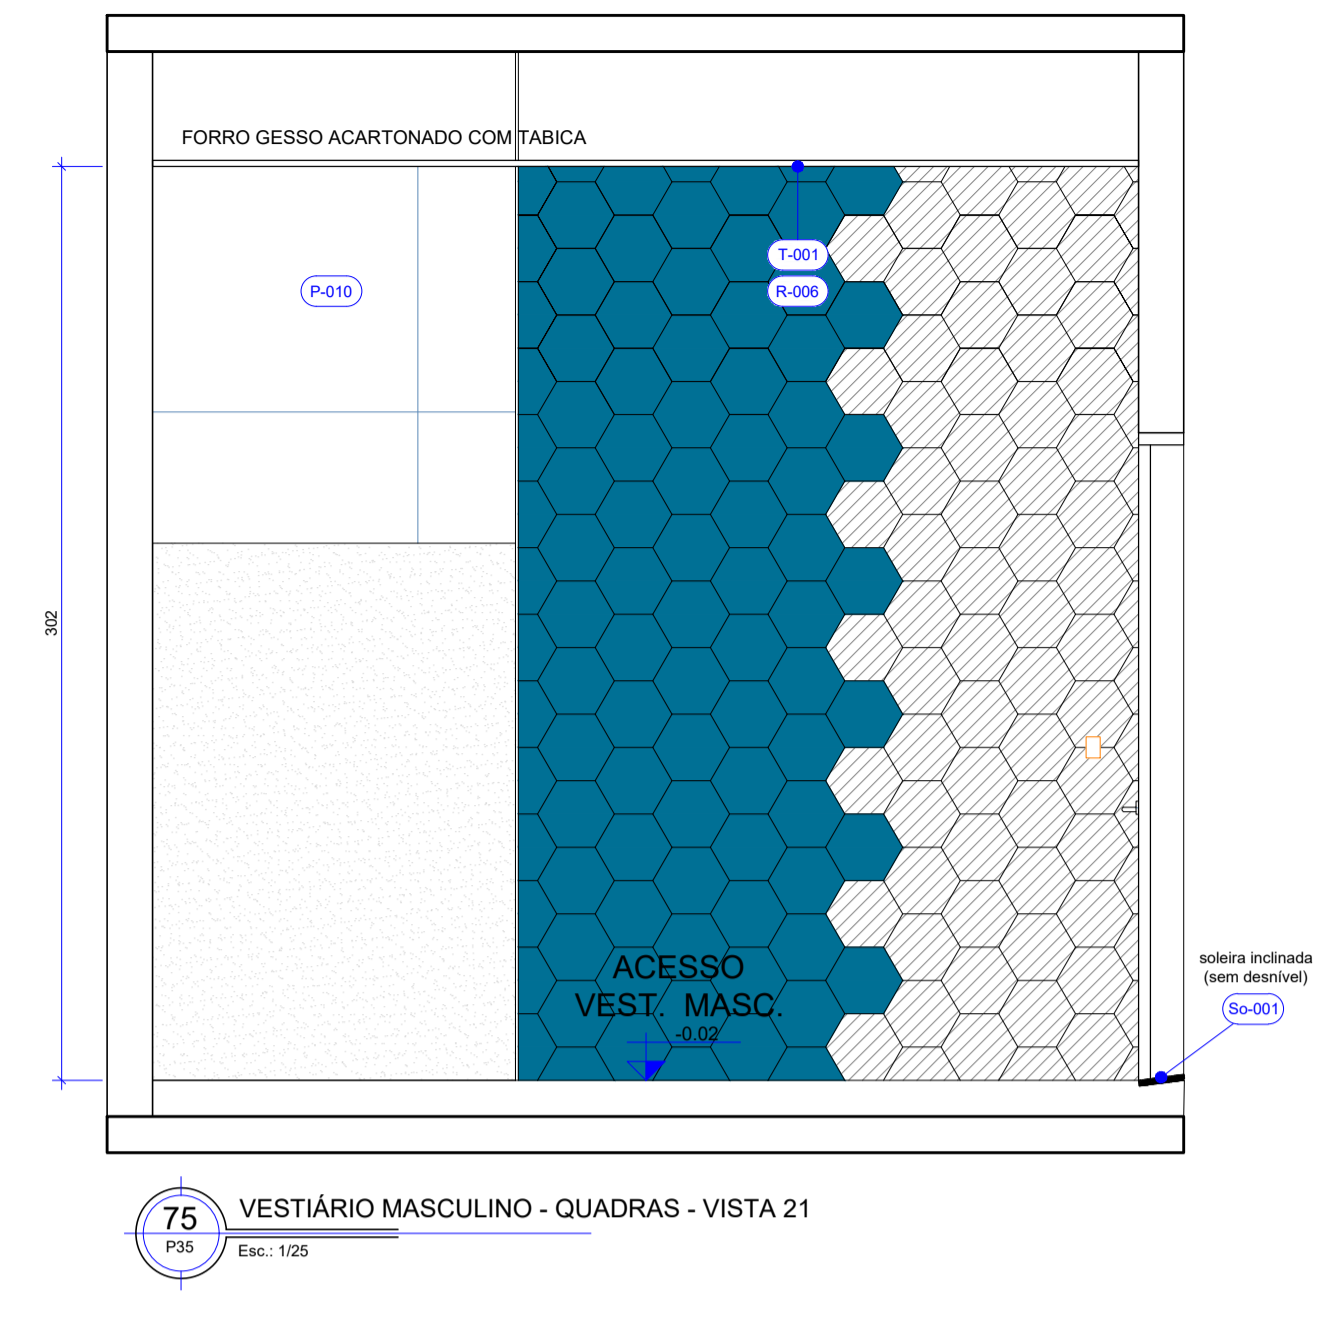 FORRO GESSO ACARTONADO COM TABICA
T-001
P-010
R-006
302
ACESSO
VEST. MASC.
-0.02
soleira inclinada
(sem desnível)
So-001
75
P35
VESTIÁRIO MASCULINO - QUADRAS - VISTA 21
Esc.: 1/25